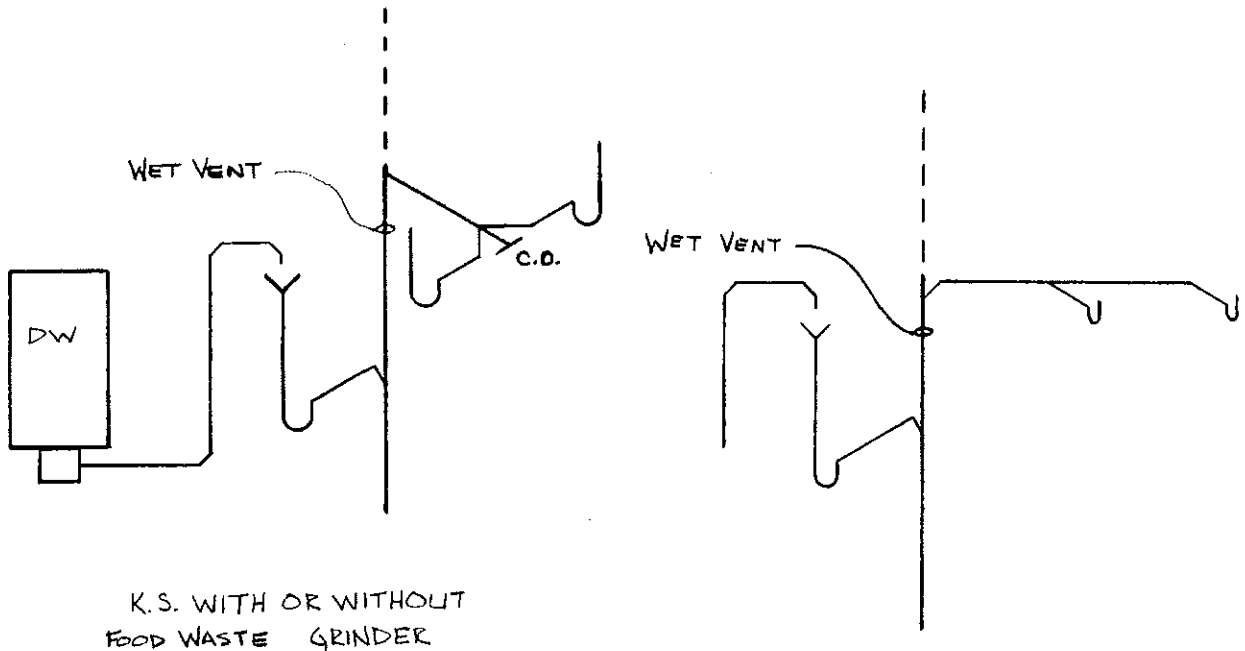 WET VENT
DW
C.O.
WET VENT
K.S. WITH OR WITHOUT
FOOD WASTE GRINDER